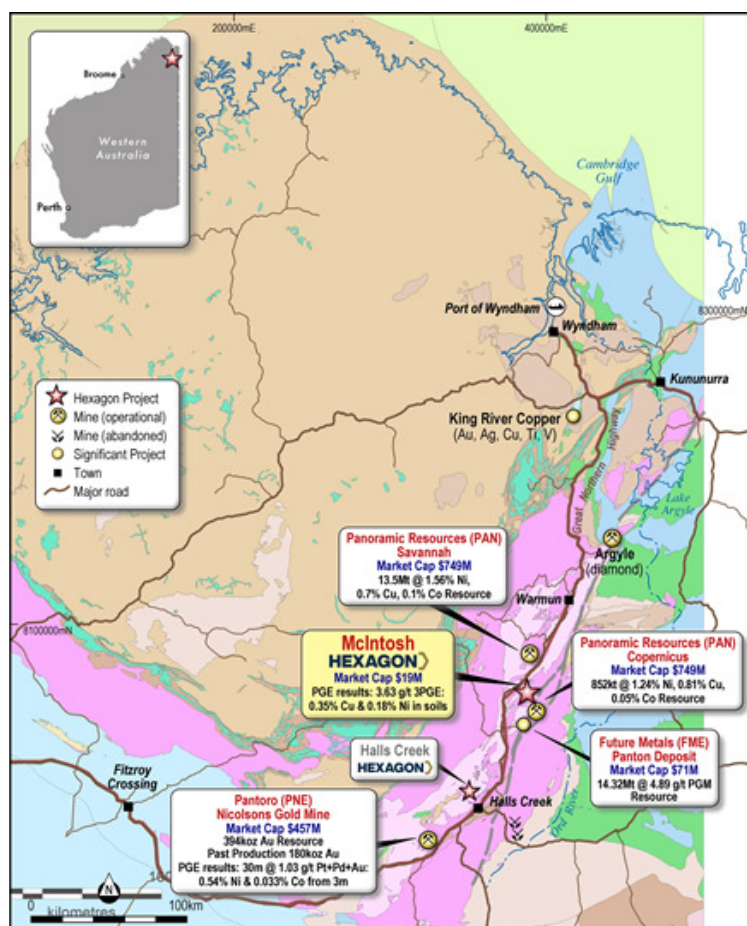 200000mE
400000mE
Broome
Western
Australia
Perth
Cambridge
Gulf
Port of Wyndham
Wyndham
8300000mN
Kununurra
Hexagon Project
Mine (operational)
Mine (abandoned)
Significant Project
Town
Major road
King River Copper
(Au, Ag, Cu, Ti, V)
Great Northern Highway
Lake
Argyle
Argyle
(diamond)
Panoramic Resources (PAN)
Savannah
Market Cap $749M
13.5Mt @ 1.56% Ni,
0.7% Cu, 0.1% Co Resource
Warmun
8100000mN
McIntosh
HEXAGON
Market Cap $19M
PGE results: 3.63 g/t 3PGE:
0.35% Cu & 0.18% Ni in soils
Panoramic Resources (PAN)
Copernicus
Market Cap $749M
852kt @ 1.24% Ni, 0.81% Cu,
0.05% Co Resource
Halls Creek
HEXAGON
Future Metals (FME)
Panton Deposit
Market Cap $71M
14.32Mt @ 4.89 g/t PGM
Resource
Fitzroy
Crossing
Halls Creek
Ord River
Pantoro (PNE)
Nicolsons Gold Mine
Market Cap $457M
394koz Au Resource
Past Production 180koz Au
PGE results: 30m @ 1.03 g/t Pt+Pd+Au:
0.54% Ni & 0.033% Co from 3m
N
0
kilometres
100km